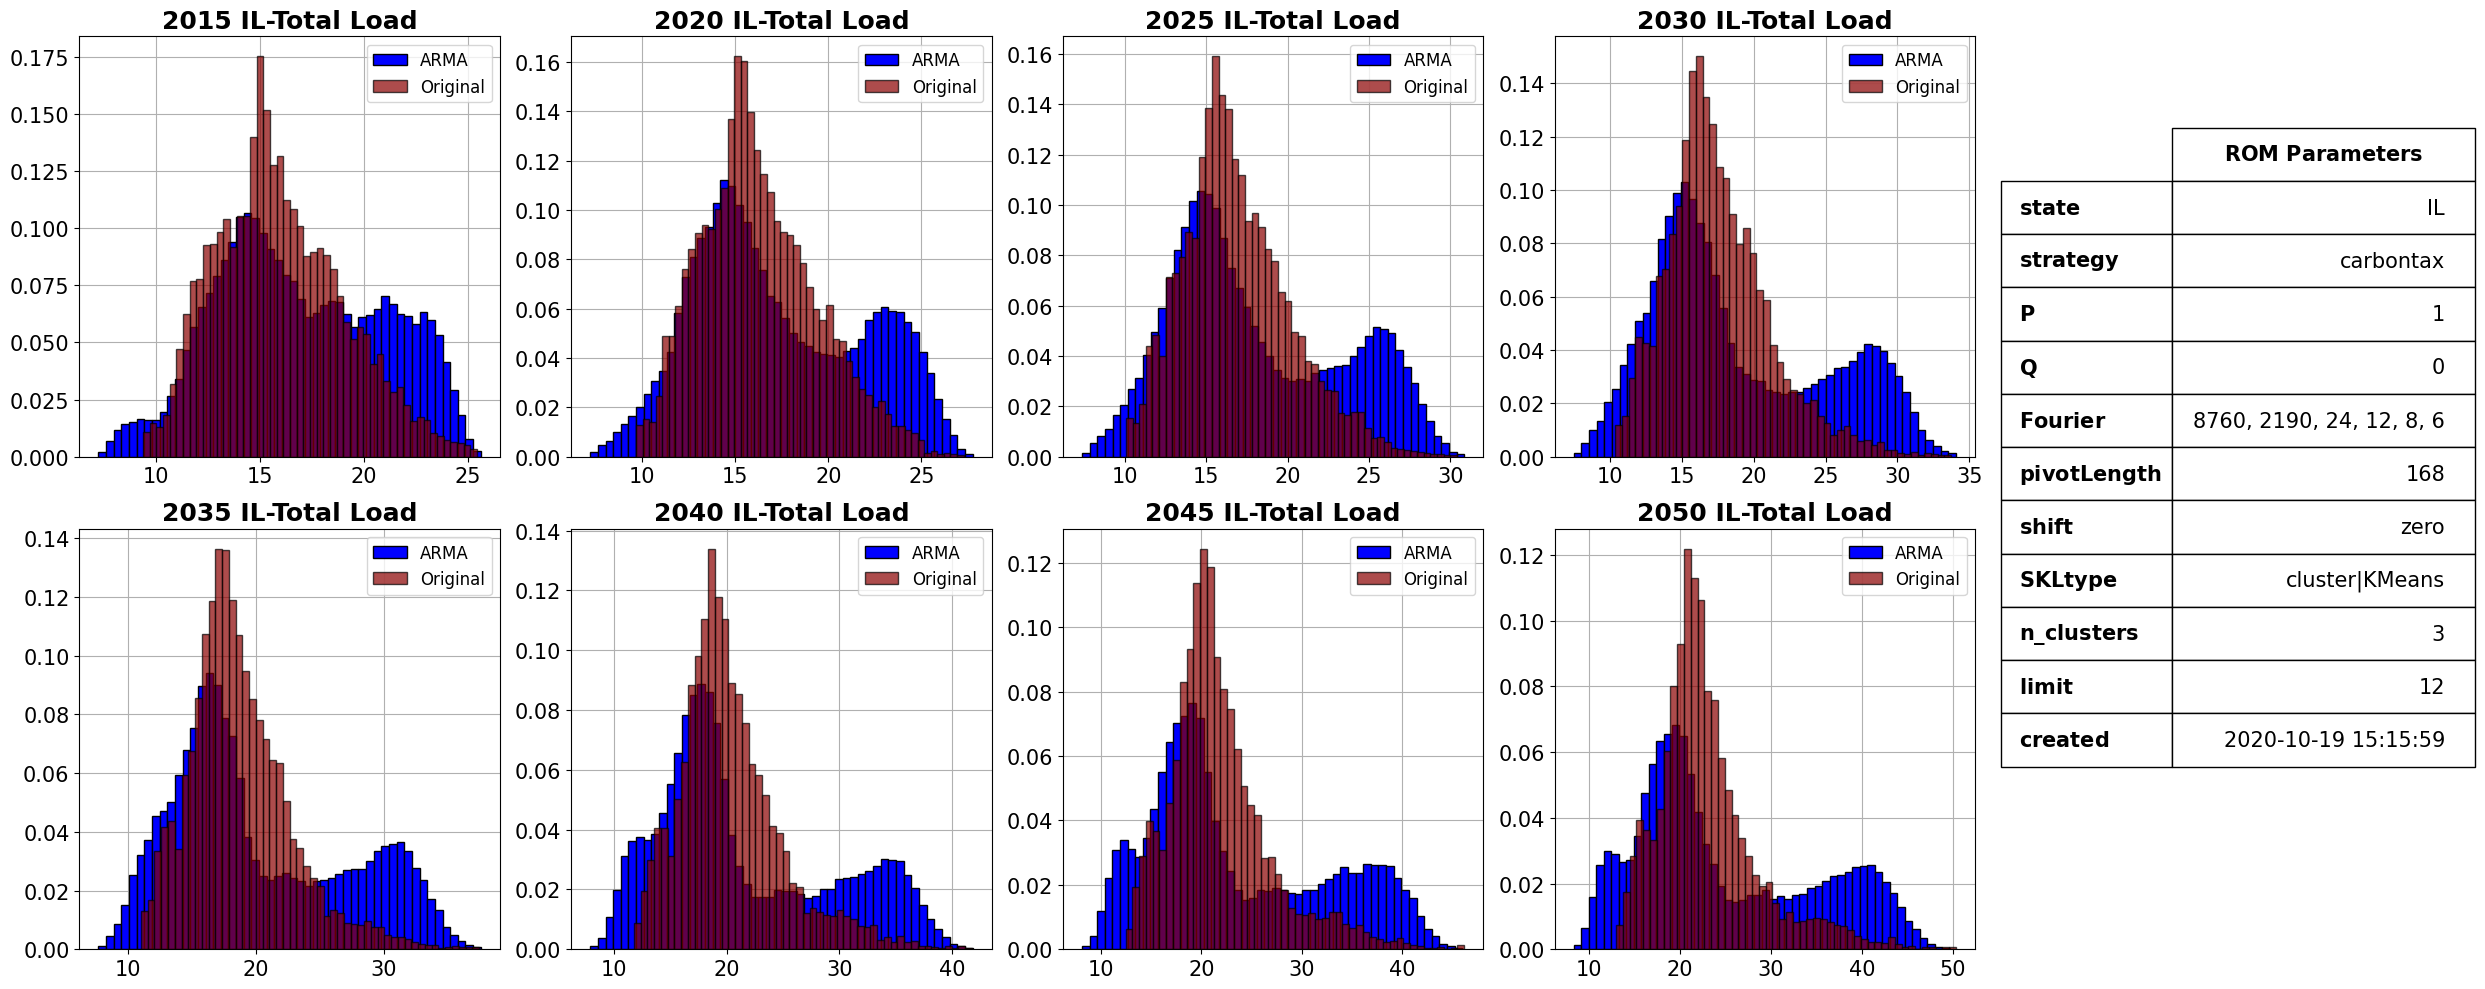 2015 IL-Total Load
0.175
0.150
0.125
0.100
0.075
0.050
0.025
0.000
10 15 20 25
ARMA
Original
2020 IL-Total Load
0.16
0.14
0.12
0.10
0.08
0.06
0.04
0.02
0.00
10 15 20 25
ARMA
Original
2025 IL-Total Load
0.16
0.14
0.12
0.10
0.08
0.06
0.04
0.02
0.00
10 15 20 25 30
ARMA
Original
2030 IL-Total Load
0.14
0.12
0.10
0.08
0.06
0.04
0.02
0.00
10 15 20 25 30 35
ARMA
Original
2035 IL-Total Load
0.14
0.12
0.10
0.08
0.06
0.04
0.02
0.00
10 20 30
ARMA
Original
2040 IL-Total Load
0.14
0.12
0.10
0.08
0.06
0.04
0.02
0.00
10 20 30 40
ARMA
Original
2045 IL-Total Load
0.12
0.10
0.08
0.06
0.04
0.02
0.00
10 20 30 40
ARMA
Original
2050 IL-Total Load
0.12
0.10
0.08
0.06
0.04
0.02
0.00
10 20 30 40 50
ARMA
Original
ROM Parameters
state IL
strategy carbontax
P 1
Q 0
Fourier 8760, 2190, 24, 12, 8, 6
pivotLength 168
shift zero
SKLtype cluster|KMeans
n_clusters 3
limit 12
created 2020-10-19 15:15:59